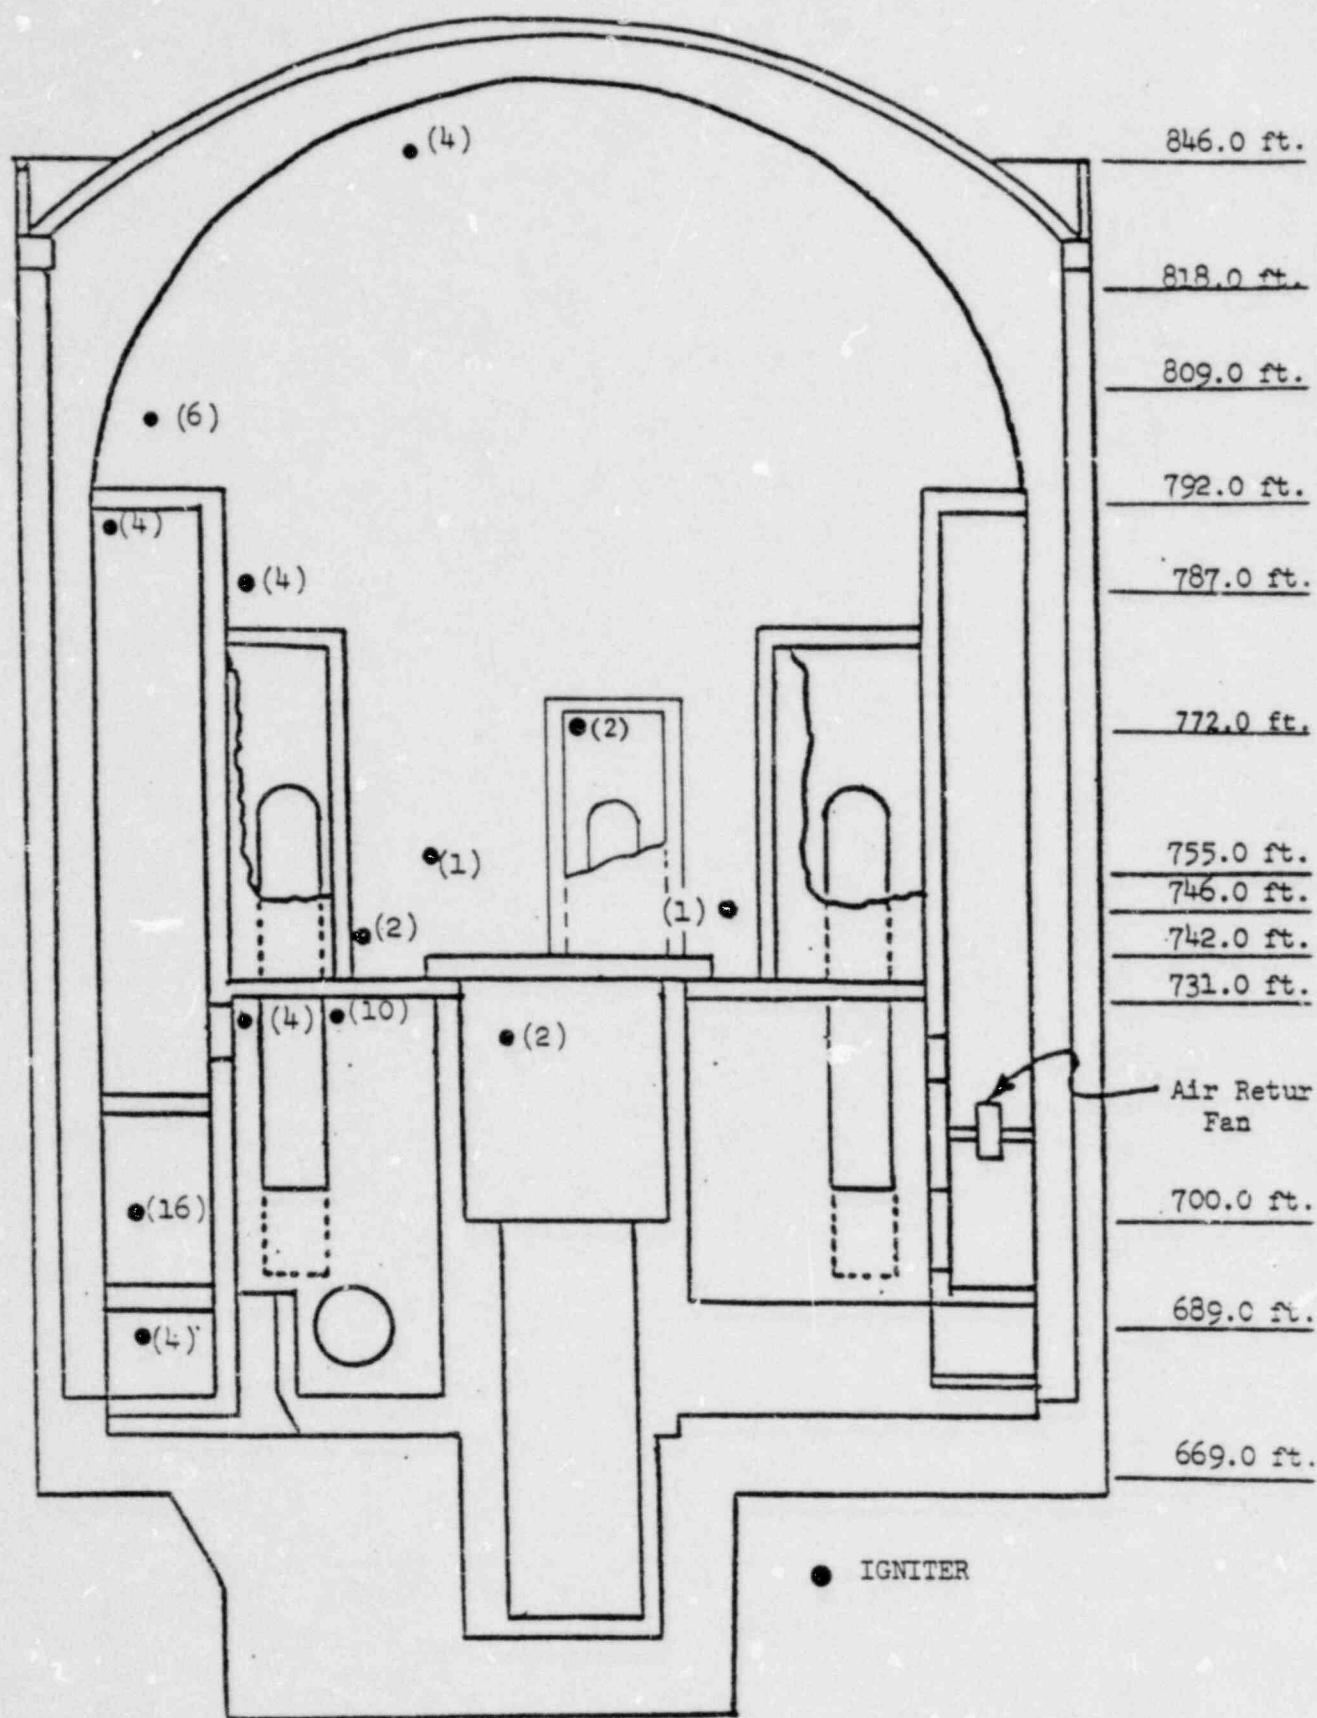 (4)
846.0 ft.
818.0 ft.
809.0 ft.
(6)
792.0 ft.
(4)
(4)
787.0 ft.
(2)
772.0 ft.
(1)
755.0 ft.
(1)
746.0 ft.
(2)
742.0 ft.
731.0 ft.
(4)
(10)
(2)
Air Retur
Fan
(16)
700.0 ft.
689.0 ft.
(4)
669.0 ft.
IGNITER